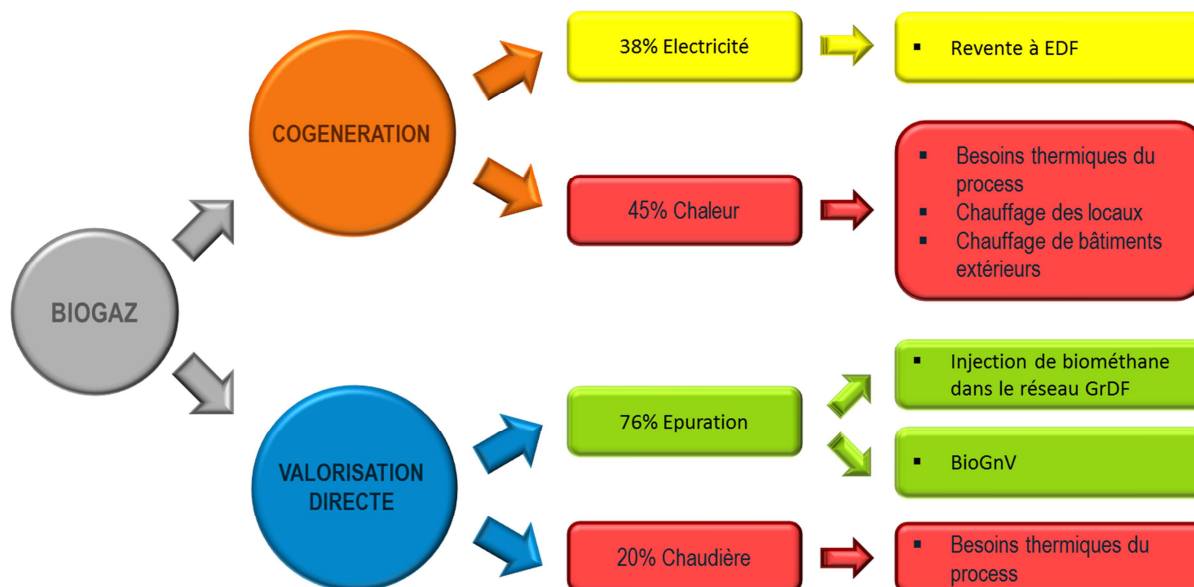 BIOGAZ
COGENERATION
38% Electricité
▪ Revente à EDF
45% Chaleur
▪ Besoins thermiques du
process
▪ Chauffage des locaux
▪ Chauffage de bâtiments
extérieurs
VALORISATION
DIRECTE
76% Epuration
▪ Injection de biométhane
dans le réseau GrDF
▪ BioGnV
20% Chaudière
▪ Besoins thermiques du
process